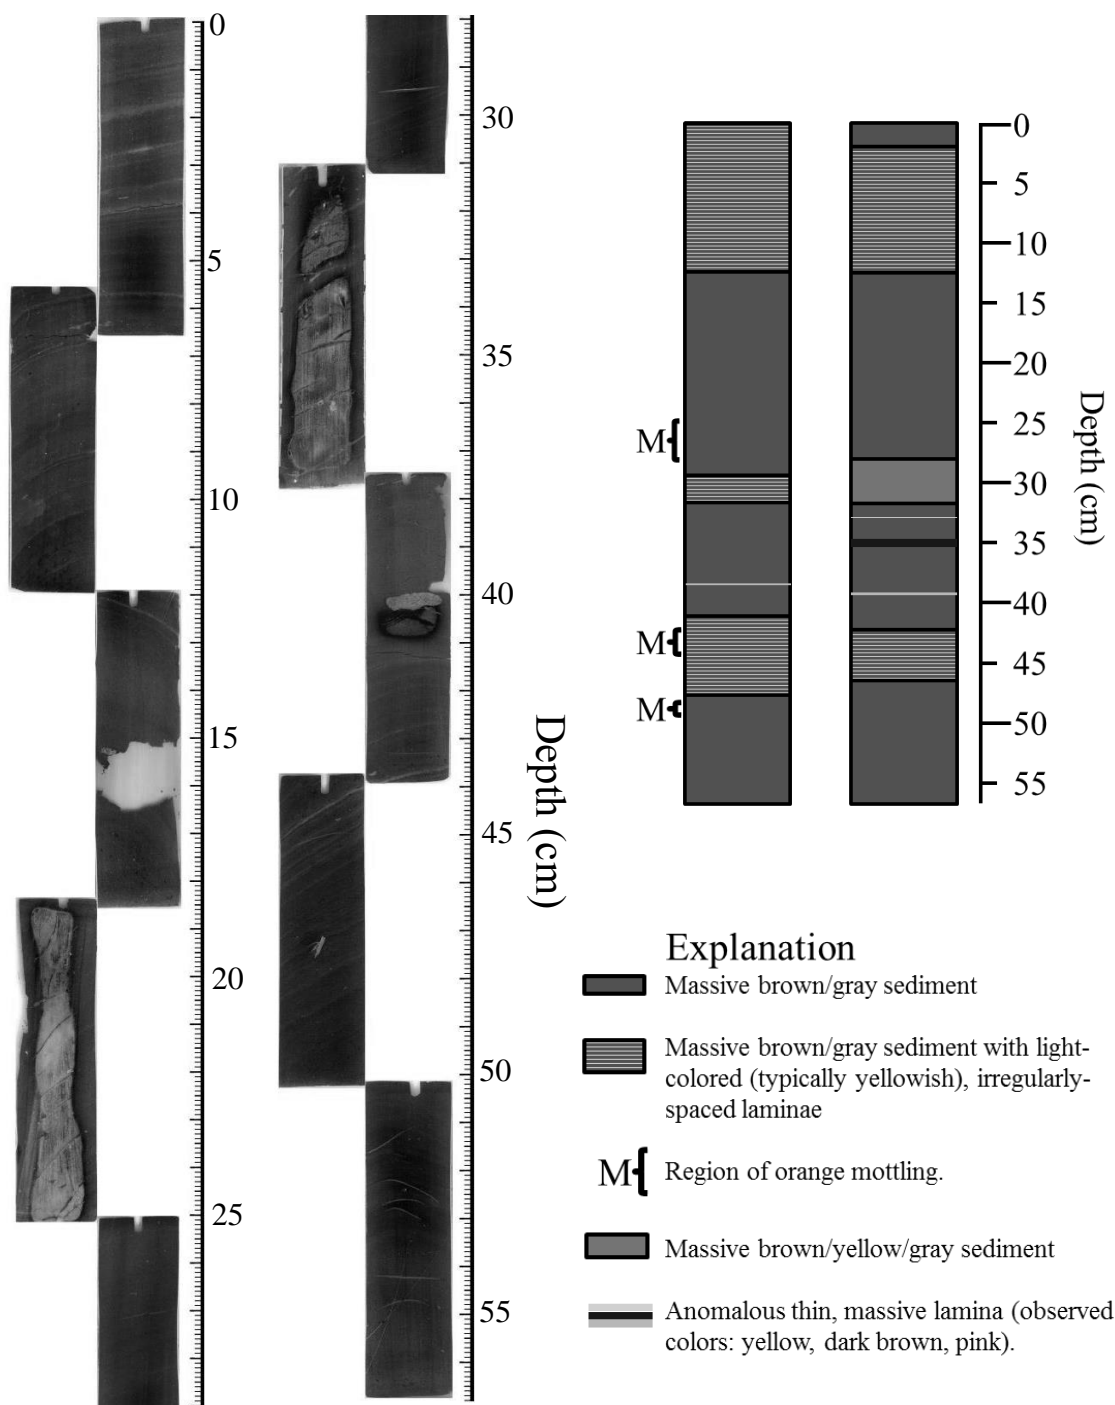 0
5
10
15
20
25
30
35
40
45
50
55
Depth (cm)
0
5
10
15
20
25
30
35
40
45
50
55
Depth (cm)
M
M
M
Explanation
Massive brown/gray sediment
Massive brown/gray sediment with light-
colored (typically yellowish), irregularly-
spaced laminae
M
Region of orange mottling.
Massive brown/yellow/gray sediment
Anomalous thin, massive lamina (observed
colors: yellow, dark brown, pink).